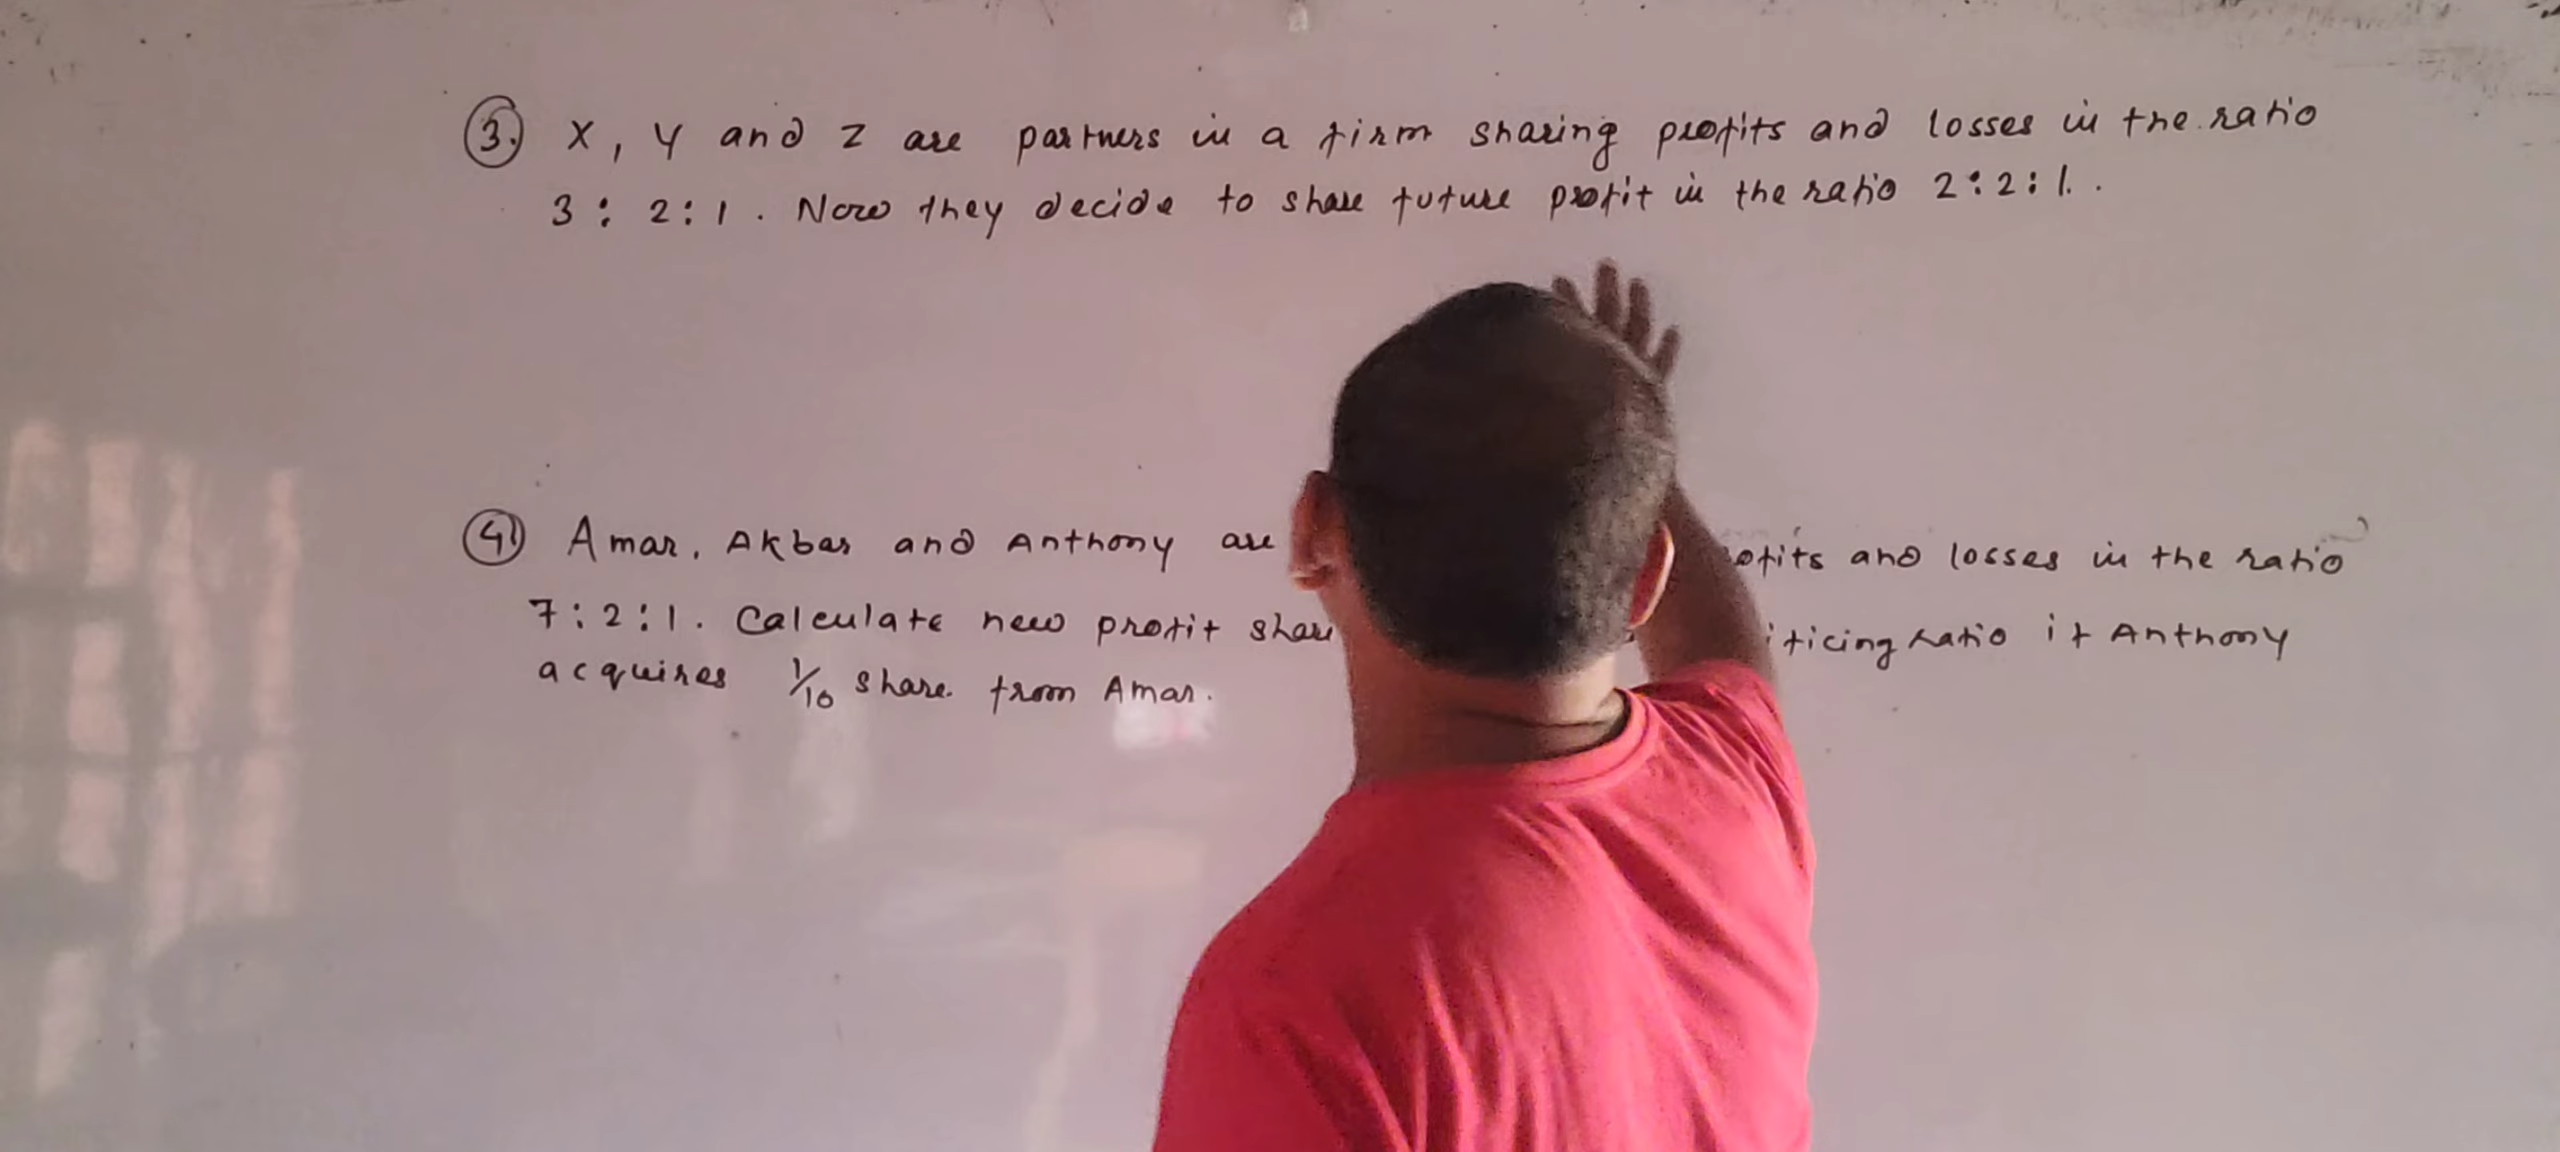 3. X, Y and Z are partners in a firm sharing profits and losses in the ratio
3 : 2 : 1 . Now they decide to share future profit in the ratio 2 : 2 : 1.
4) Amar, Akbar and Anthony are ofits and losses in the ratio
7 : 2 : 1 . Calculate new profit shari ificing ratio if Anthony
acquires 1/10 share from Amar.